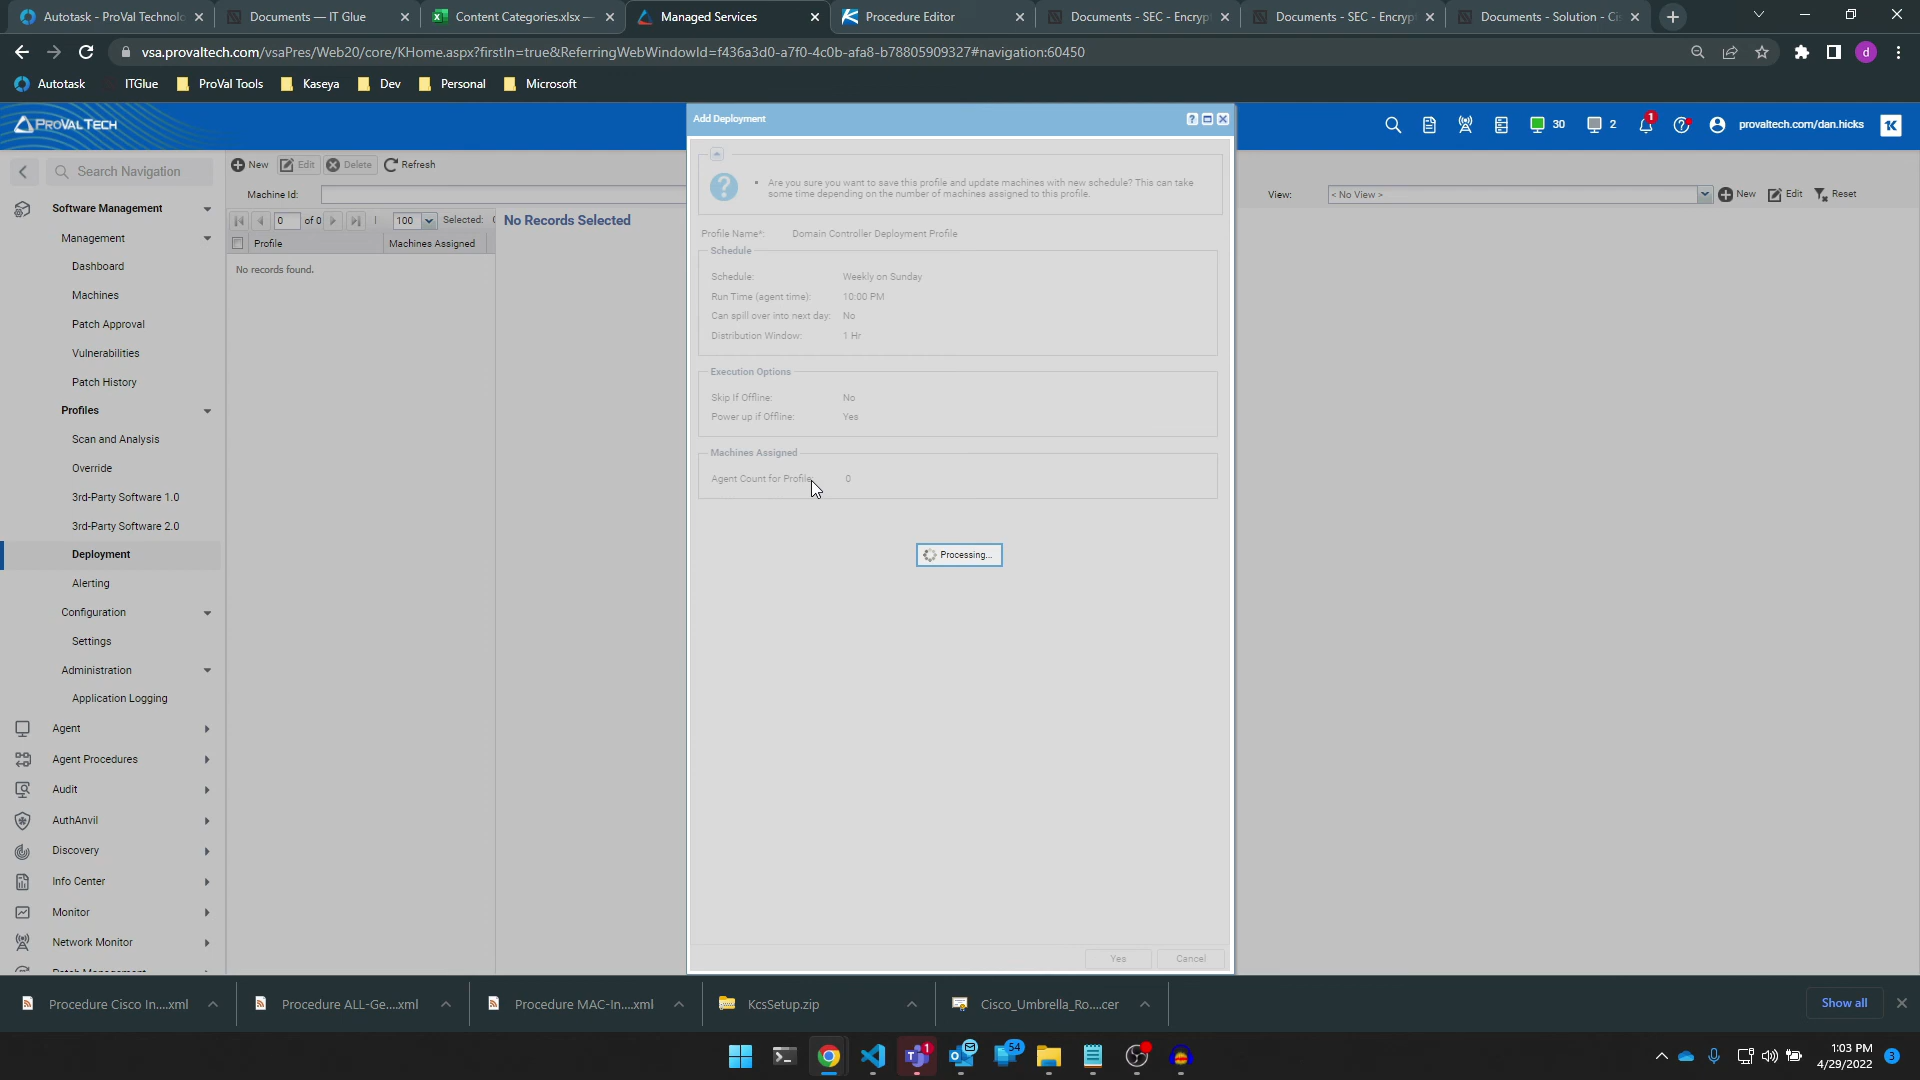 Autotask - ProVal Technolo
Documents — IT Glue
Content Categories.xlsx —
Managed Services
Procedure Editor
Documents - SEC - Encryp
Documents - SEC - Encryp
Documents - Solution - Ci
vsa.provaltech.com/vsaPres/Web20/core/KHome.aspx?firstIn=true&ReferringWebWindowId=f436a3d0-a7f0-4c0b-afa8-b78805909327#navigation:60450
d
Autotask
ITGlue
ProVal Tools
Kaseya
Dev
Personal
Microsoft
PROVAL TECH
Add Deployment
30
2
1
provaltech.com/dan.hicks
Search Navigation
New
Edit
Delete
Refresh
Machine Id:
View:
< No View >
New
Edit
Reset
0
of 0
100
Selected:
No Records Selected
Profile
Machines Assigned
No records found.
Software Management
Management
Dashboard
Machines
Patch Approval
Vulnerabilities
Patch History
Profiles
Scan and Analysis
Override
3rd-Party Software 1.0
3rd-Party Software 2.0
Deployment
Alerting
Configuration
Settings
Administration
Application Logging
Agent
Agent Procedures
Audit
AuthAnvil
Discovery
Info Center
Monitor
Network Monitor
Patch Management
Are you sure you want to save this profile and update machines with new schedule? This can take
some time depending on the number of machines assigned to this profile.
Profile Name*: Domain Controller Deployment Profile
Schedule
Schedule: Weekly on Sunday
Run Time (agent time): 10:00 PM
Can spill over into next day: No
Distribution Window: 1 Hr
Execution Options
Skip If Offline: No
Power up if Offline: Yes
Machines Assigned
Agent Count for Profile: 0
Processing...
Yes
Cancel
Procedure Cisco In....xml
Procedure ALL-Ge....xml
Procedure MAC-In....xml
KcsSetup.zip
Cisco_Umbrella_Ro....cer
Show all
1
54
1:03 PM
4/29/2022
3